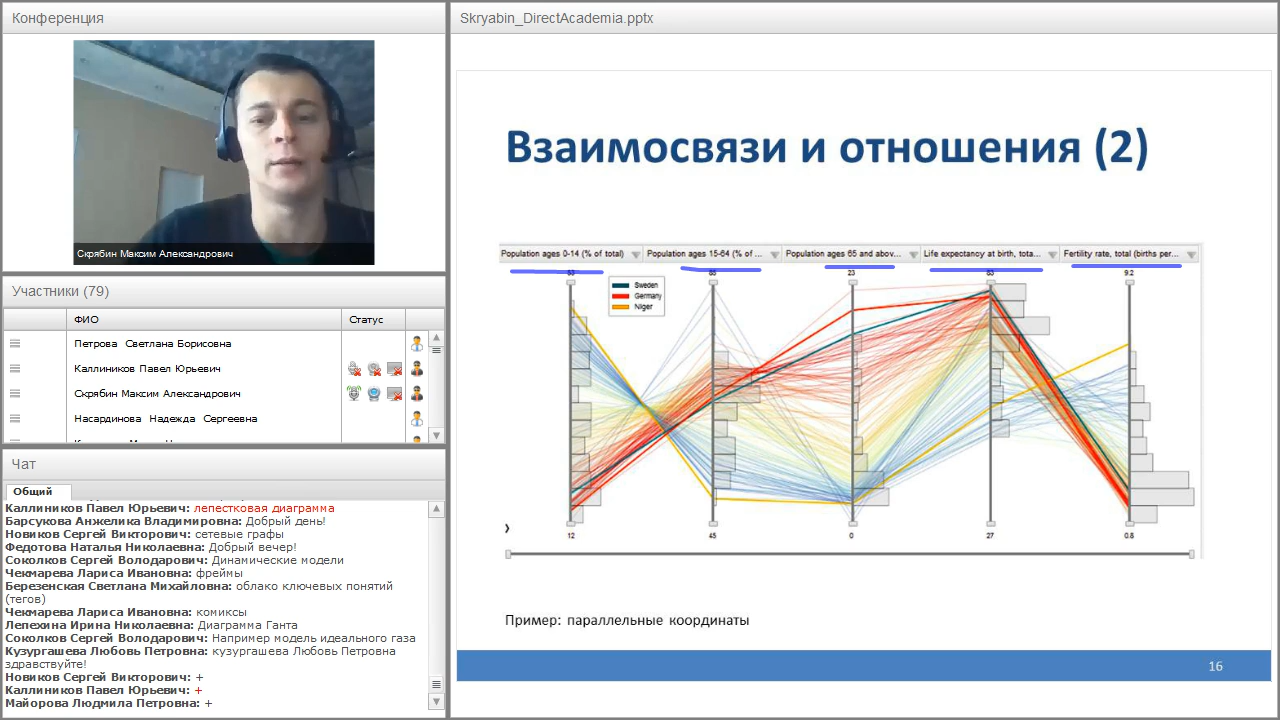 Конференция
Скрябин Максим Александрович
Участники (79)
ФИО
Статус
Петрова Светлана Борисовна
Каллиников Павел Юрьевич
Скрябин Максим Александрович
Насардинова Надежда Сергеевна
Чат
Общий
Каллиников Павел Юрьевич: лепестковая диаграмма
Барсукова Анжелика Владимировна: Добрый день!
Новиков Сергей Викторович: сетевые графы
Федотова Наталья Николаевна: Добрый вечер!
Соколков Сергей Володарович: Динамические модели
Чекмарева Лариса Ивановна: фреймы
Березенская Светлана Михайловна: облако ключевых понятий
(тегов)
Чекмарева Лариса Ивановна: комиксы
Лепехина Ирина Николаевна: Диаграмма Ганта
Соколков Сергей Володарович: Например модель идеального газа
Кузургашева Любовь Петровна: кузургашева Любовь Петровна
здравствуйте!
Новиков Сергей Викторович: +
Каллиников Павел Юрьевич: +
Майорова Людмила Петровна: +
Skryabin_DirectAcademia.pptx
Взаимосвязи и отношения (2)
Population ages 0-14 (% of total)
Population ages 15-64 (% of ...
Population ages 65 and abov...
Life expectancy at birth, tota...
Fertility rate, total (births per...
23
9.2
Sweden
Germany
Niger
12
45
0
27
0.8
Пример: параллельные координаты
16